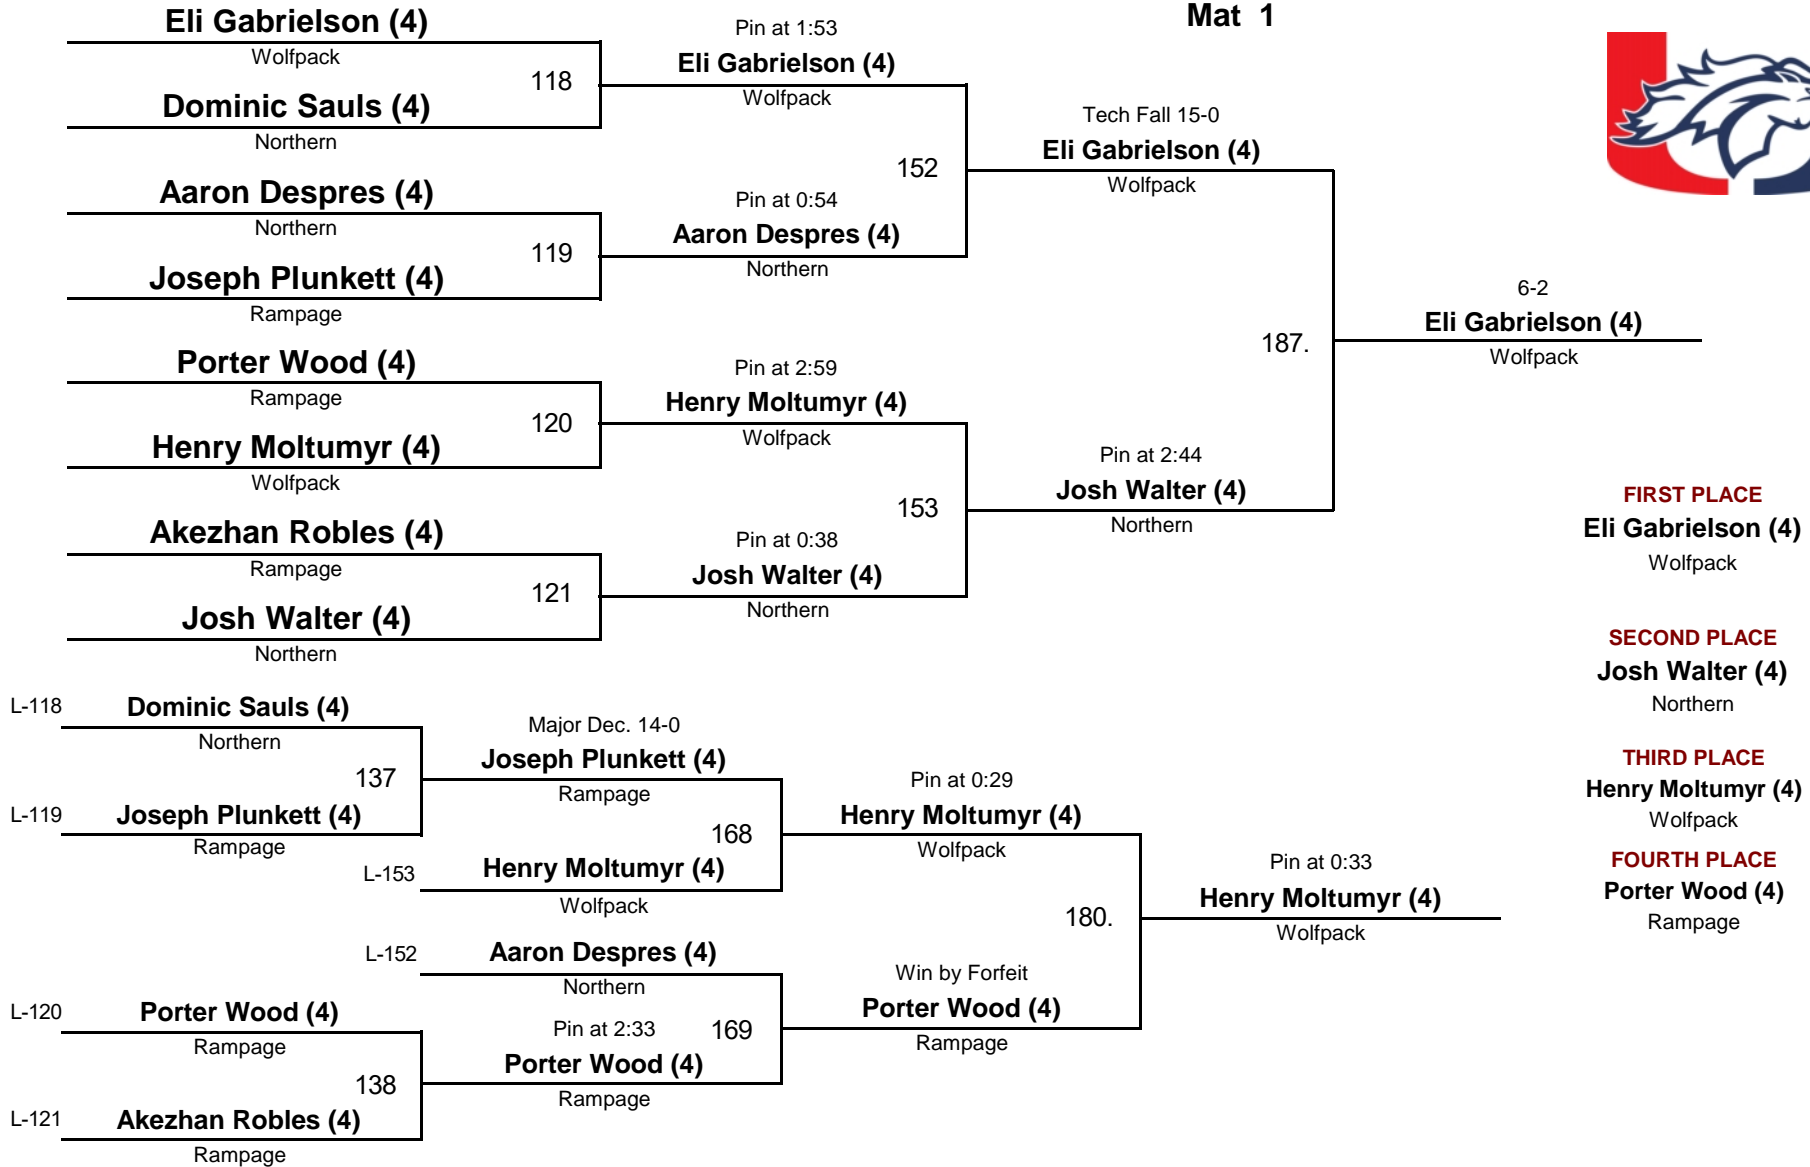 Mat 1
Eli Gabrielson (4)
Wolfpack
118
Dominic Sauls (4)
Northern
Aaron Despres (4)
Northern
119
Joseph Plunkett (4)
Rampage
Porter Wood (4)
Rampage
120
Henry Moltumyr (4)
Wolfpack
Akezhan Robles (4)
Rampage
121
Josh Walter (4)
Northern
Pin at 1:53
Eli Gabrielson (4)
Wolfpack
152
Pin at 0:54
Aaron Despres (4)
Northern
Pin at 2:59
Henry Moltumyr (4)
Wolfpack
153
Pin at 0:38
Josh Walter (4)
Northern
Tech Fall 15-0
Eli Gabrielson (4)
Wolfpack
187.
Pin at 2:44
Josh Walter (4)
Northern
6-2
Eli Gabrielson (4)
Wolfpack
FIRST PLACE
Eli Gabrielson (4)
Wolfpack
SECOND PLACE
Josh Walter (4)
Northern
THIRD PLACE
Henry Moltumyr (4)
Wolfpack
FOURTH PLACE
Porter Wood (4)
Rampage
L-118
Dominic Sauls (4)
Northern
137
L-119
Joseph Plunkett (4)
Rampage
Major Dec. 14-0
Joseph Plunkett (4)
Rampage
168
L-153
Henry Moltumyr (4)
Wolfpack
L-152
Aaron Despres (4)
Northern
169
L-120
Porter Wood (4)
Rampage
138
L-121
Akezhan Robles (4)
Rampage
Pin at 2:33
Porter Wood (4)
Rampage
Pin at 0:29
Henry Moltumyr (4)
Wolfpack
180.
Win by Forfeit
Porter Wood (4)
Rampage
Pin at 0:33
Henry Moltumyr (4)
Wolfpack